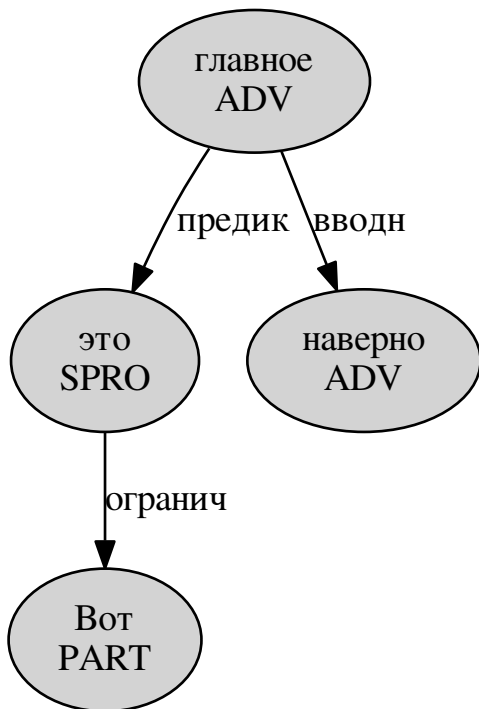 главное
ADV
предик
вводн
это
SPRO
наверно
ADV
огранич
Вот
PART